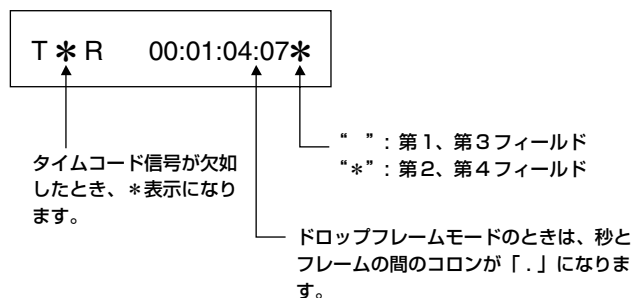 T ＊ R 00:01:04:07＊
“ ”：第1、第3フィールド
“＊”：第2、第4フィールド
タイムコード信号が欠如
したとき、＊表示になり
ます。
ドロップフレームモードのときは、秒と
フレームの間のコロンが「 . 」になりま
す。